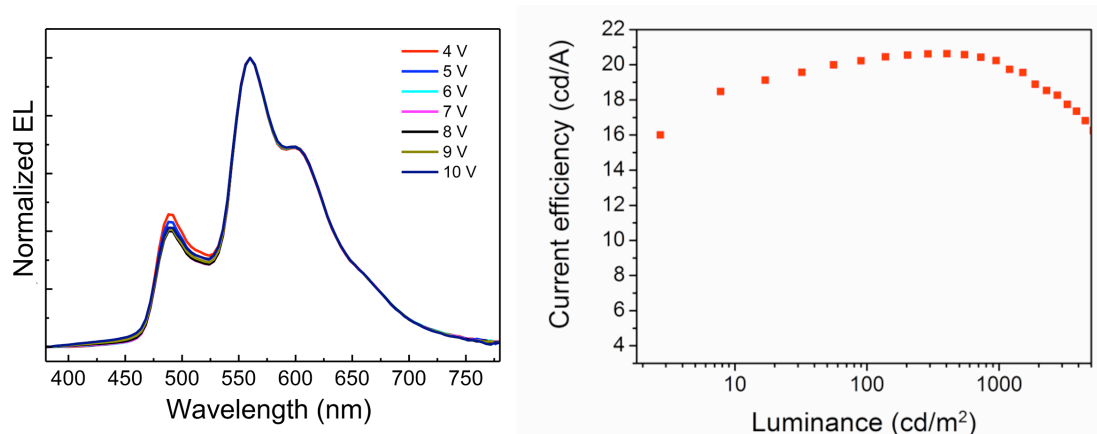 Normalized EL
4 V
5 V
6 V
7 V
8 V
9 V
10 V
400 450 500 550 600 650 700 750
Wavelength (nm)
Current efficiency (cd/A)
22
20
18
16
14
12
10
8
6
4
10 100 1000
Luminance (cd/m²)